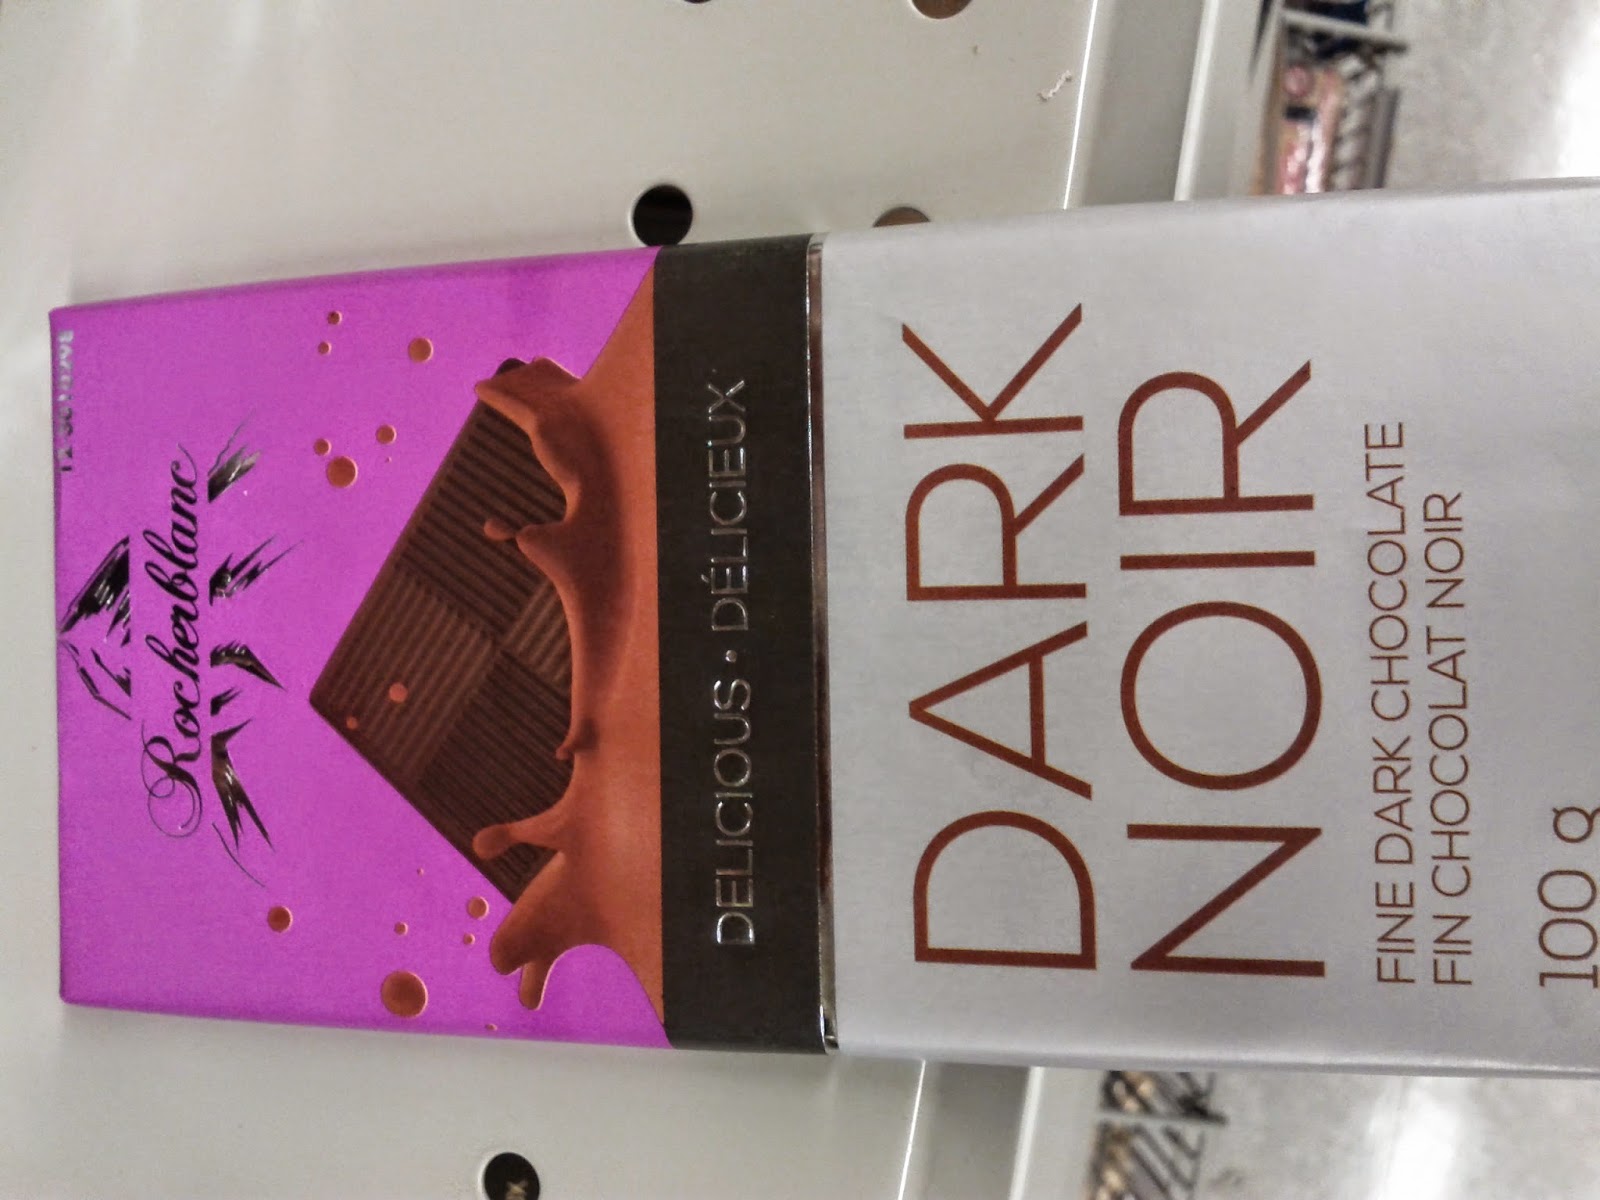 Rocherblanc
DELICIOUS • DÉLICIEUX
DARK
NOIR
FINE DARK CHOCOLATE
FIN CHOCOLAT NOIR
100 g